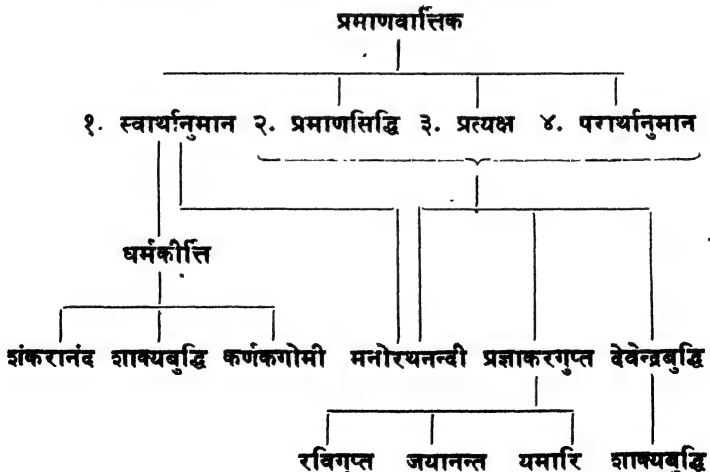 प्रमाणवार्त्तिक
१. स्वार्थानुमान २. प्रमाणसिद्धि ३. प्रत्यक्ष ४. परार्थानुमान
धर्मकीर्त्ति
शंकरानंद शाक्यबुद्धि कर्णकगोमी मनोरथनन्दी प्रज्ञाकरगुप्त देवेन्द्रबुद्धि
रविगुप्त जयानन्त यमारि शाक्यबुद्धि